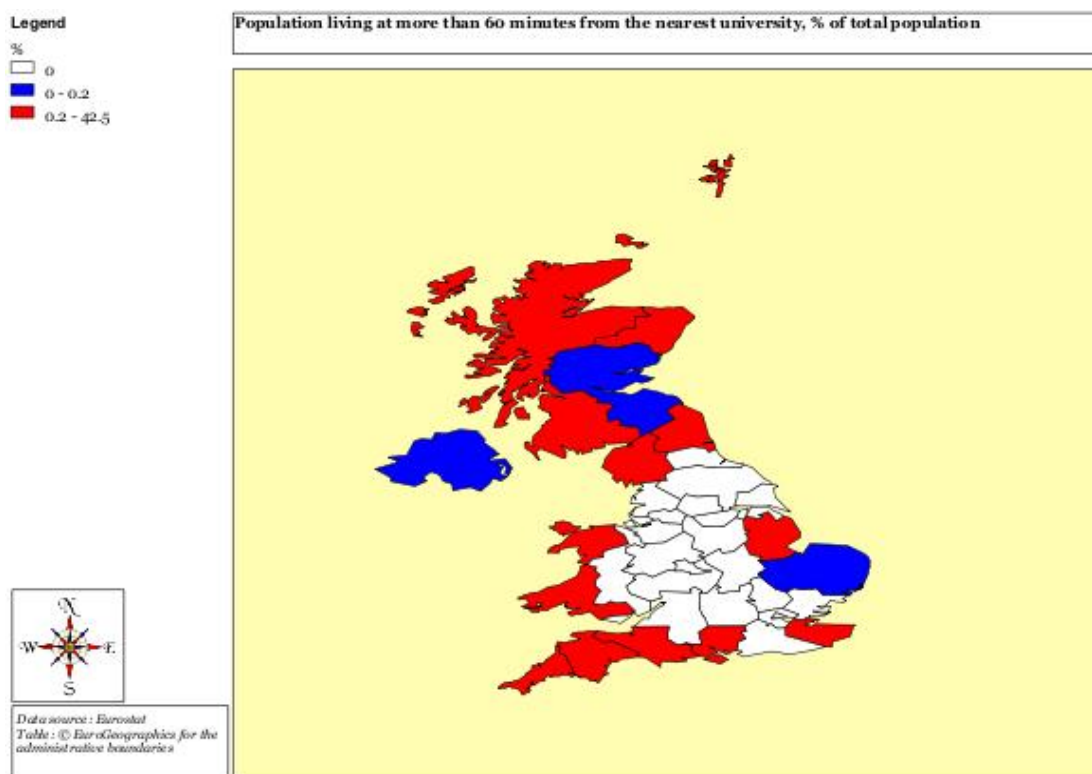 Legend
%
0
0 - 0.2
0.2 - 42.5
Population living at more than 60 minutes from the nearest university, % of total population
N
W
E
S
Data source : Eurostat
Table : © EuroGeographics for the
administrative boundaries